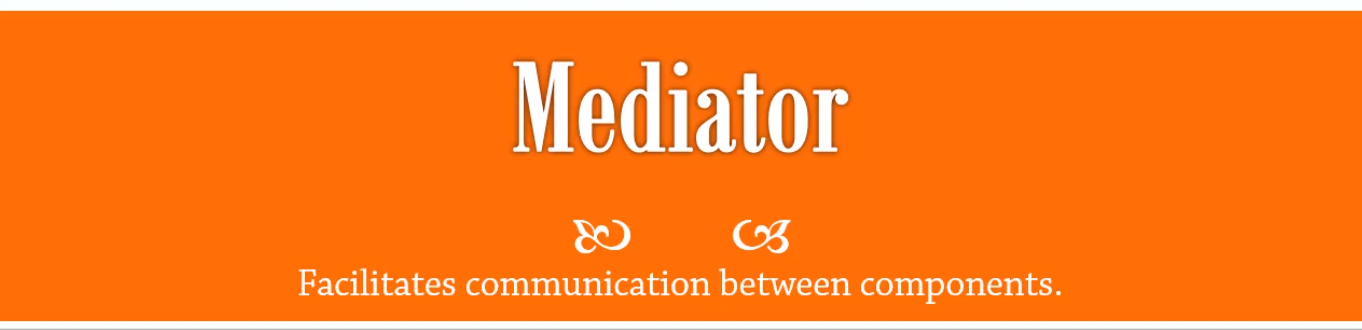 Mediator
Facilitates communication between components.